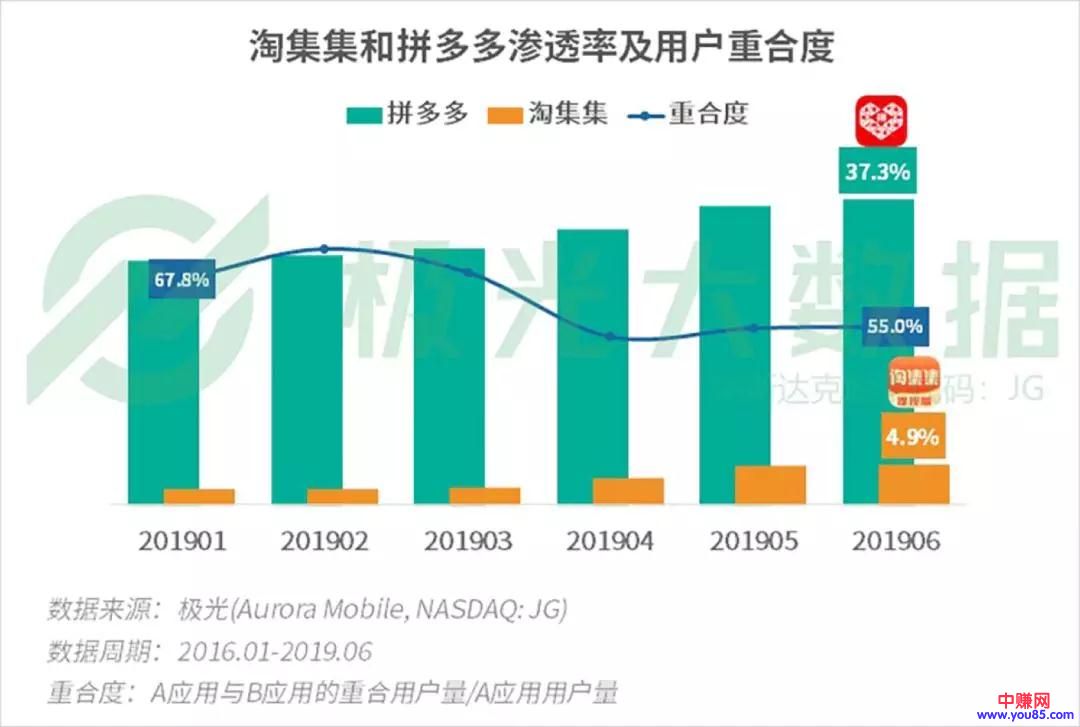 淘集集和拼多多渗透率及用户重合度
拼多多 淘集集 重合度
37.3%
67.8%
55.0%
极光大数据
达克 码：JG
淘集集
4.9%
201901 201902 201903 201904 201905 201906
数据来源：极光(Aurora Mobile, NASDAQ: JG)
数据周期：2016.01-2019.06
重合度：A应用与B应用的重合用户量/A应用用户量
中赚网
www.you85.com